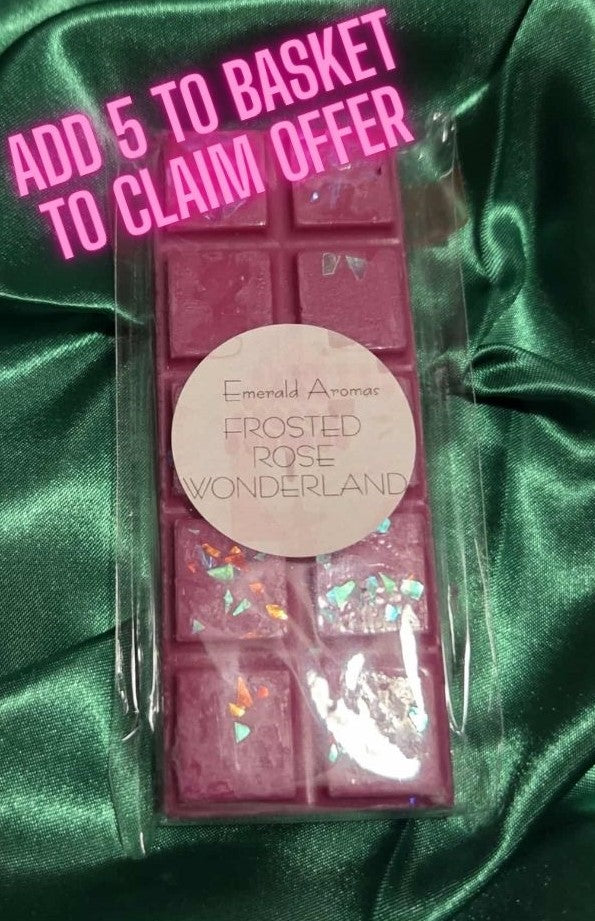 ADD 5 TO BASKET
TO CLAIM OFFER
Emerald Aromas
FROSTED
ROSE
WONDERLAND